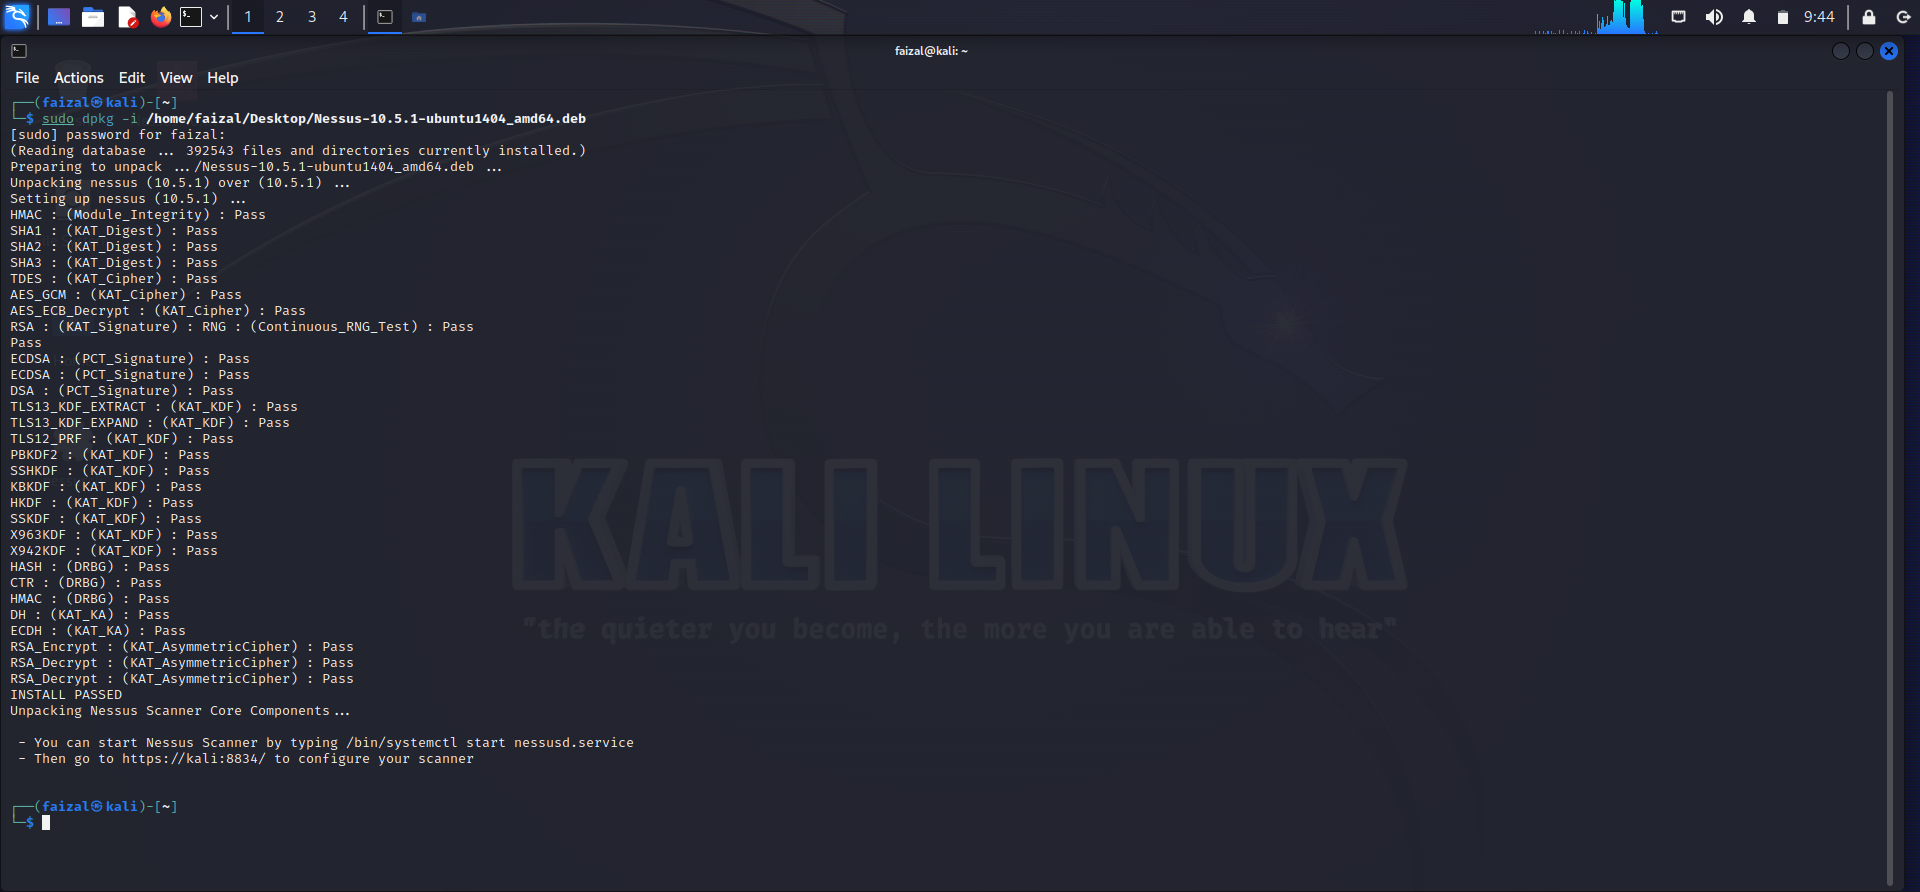 1 2 3 4 9:44
faizal@kali: ~
File Actions Edit View Help
┌──(faizal㉿kali)-[~]
└─$ sudo dpkg -i /home/faizal/Desktop/Nessus-10.5.1-ubuntu1404_amd64.deb
[sudo] password for faizal:
(Reading database ... 392543 files and directories currently installed.)
Preparing to unpack .../Nessus-10.5.1-ubuntu1404_amd64.deb ...
Unpacking nessus (10.5.1) over (10.5.1) ...
Setting up nessus (10.5.1) ...
HMAC : (Module_Integrity) : Pass
SHA1 : (KAT_Digest) : Pass
SHA2 : (KAT_Digest) : Pass
SHA3 : (KAT_Digest) : Pass
TDES : (KAT_Cipher) : Pass
AES_GCM : (KAT_Cipher) : Pass
AES_ECB_Decrypt : (KAT_Cipher) : Pass
RSA : (KAT_Signature) : RNG : (Continuous_RNG_Test) : Pass
Pass
ECDSA : (PCT_Signature) : Pass
ECDSA : (PCT_Signature) : Pass
DSA : (PCT_Signature) : Pass
TLS13_KDF_EXTRACT : (KAT_KDF) : Pass
TLS13_KDF_EXPAND : (KAT_KDF) : Pass
TLS12_PRF : (KAT_KDF) : Pass
PBKDF2 : (KAT_KDF) : Pass
SSHKDF : (KAT_KDF) : Pass
KBKDF : (KAT_KDF) : Pass
HKDF : (KAT_KDF) : Pass
SSKDF : (KAT_KDF) : Pass
X963KDF : (KAT_KDF) : Pass
X942KDF : (KAT_KDF) : Pass
HASH : (DRBG) : Pass
CTR : (DRBG) : Pass
HMAC : (DRBG) : Pass
DH : (KAT_KA) : Pass
ECDH : (KAT_KA) : Pass
RSA_Encrypt : (KAT_AsymmetricCipher) : Pass
RSA_Decrypt : (KAT_AsymmetricCipher) : Pass
RSA_Decrypt : (KAT_AsymmetricCipher) : Pass
INSTALL PASSED
Unpacking Nessus Scanner Core Components...
- You can start Nessus Scanner by typing /bin/systemctl start nessusd.service
- Then go to https://kali:8834/ to configure your scanner
┌──(faizal㉿kali)-[~]
└─$
KALI LINUX
"the quieter you become, the more you are able to hear"